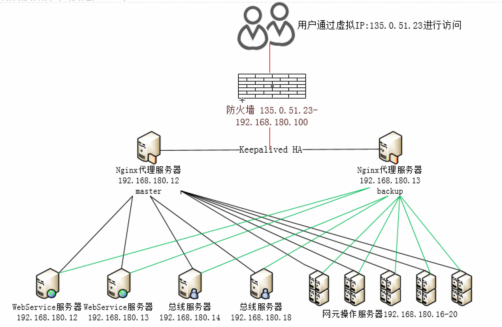 用户通过虚拟IP:135.0.51.23进行访问
防火墙 135.0.51.23-
192.168.180.100
Keepalived HA
Nginx代理服务器
192.168.180.12
master
Nginx代理服务器
192.168.180.13
backup
WebService服务器
192.168.180.12
WebService服务器
192.168.180.13
总线服务器
192.168.180.14
总线服务器
192.168.180.18
网元操作服务器192.168.180.16-20